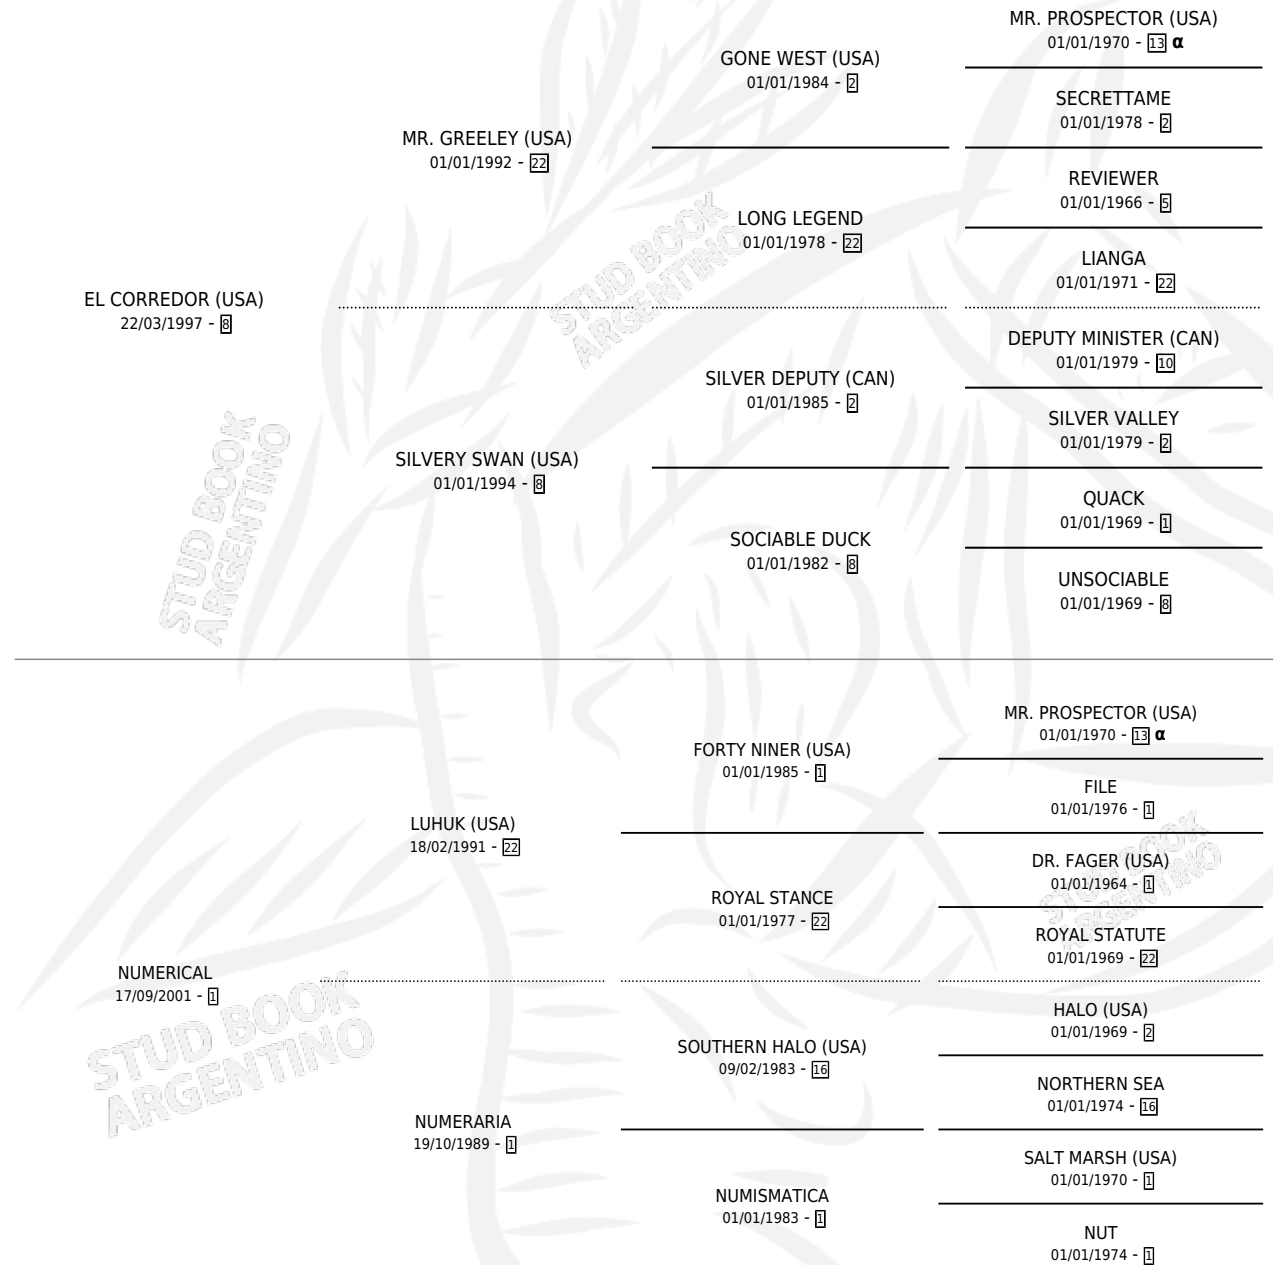 MR. PROSPECTOR (USA)
01/01/1970 - 13 α
GONE WEST (USA)
01/01/1984 - 2
SECRETTAME
01/01/1978 - 2
MR. GREELEY (USA)
01/01/1992 - 22
REVIEWER
01/01/1966 - 5
LONG LEGEND
01/01/1978 - 22
LIANGA
01/01/1971 - 22
EL CORREDOR (USA)
22/03/1997 - 8
STUD BOOK
ARGENTINO
DEPUTY MINISTER (CAN)
01/01/1979 - 10
SILVER DEPUTY (CAN)
01/01/1985 - 2
SILVER VALLEY
01/01/1979 - 2
SILVERY SWAN (USA)
01/01/1994 - 8
QUACK
01/01/1969 - 1
SOCIABLE DUCK
01/01/1982 - 8
UNSOCIABLE
01/01/1969 - 8
STUD BOOK
ARGENTINO
MR. PROSPECTOR (USA)
01/01/1970 - 13 α
FORTY NINER (USA)
01/01/1985 - 1
FILE
01/01/1976 - 1
LUHUK (USA)
18/02/1991 - 22
DR. FAGER (USA)
01/01/1964 - 1
ROYAL STANCE
01/01/1977 - 22
ROYAL STATUTE
01/01/1969 - 22
STUD BOOK
ARGENTINO
NUMERICAL
17/09/2001 - 1
HALO (USA)
01/01/1969 - 2
SOUTHERN HALO (USA)
09/02/1983 - 16
NORTHERN SEA
01/01/1974 - 16
STUD BOOK
ARGENTINO
NUMERARIA
19/10/1989 - 1
SALT MARSH (USA)
01/01/1970 - 1
NUMISMATICA
01/01/1983 - 1
NUT
01/01/1974 - 1